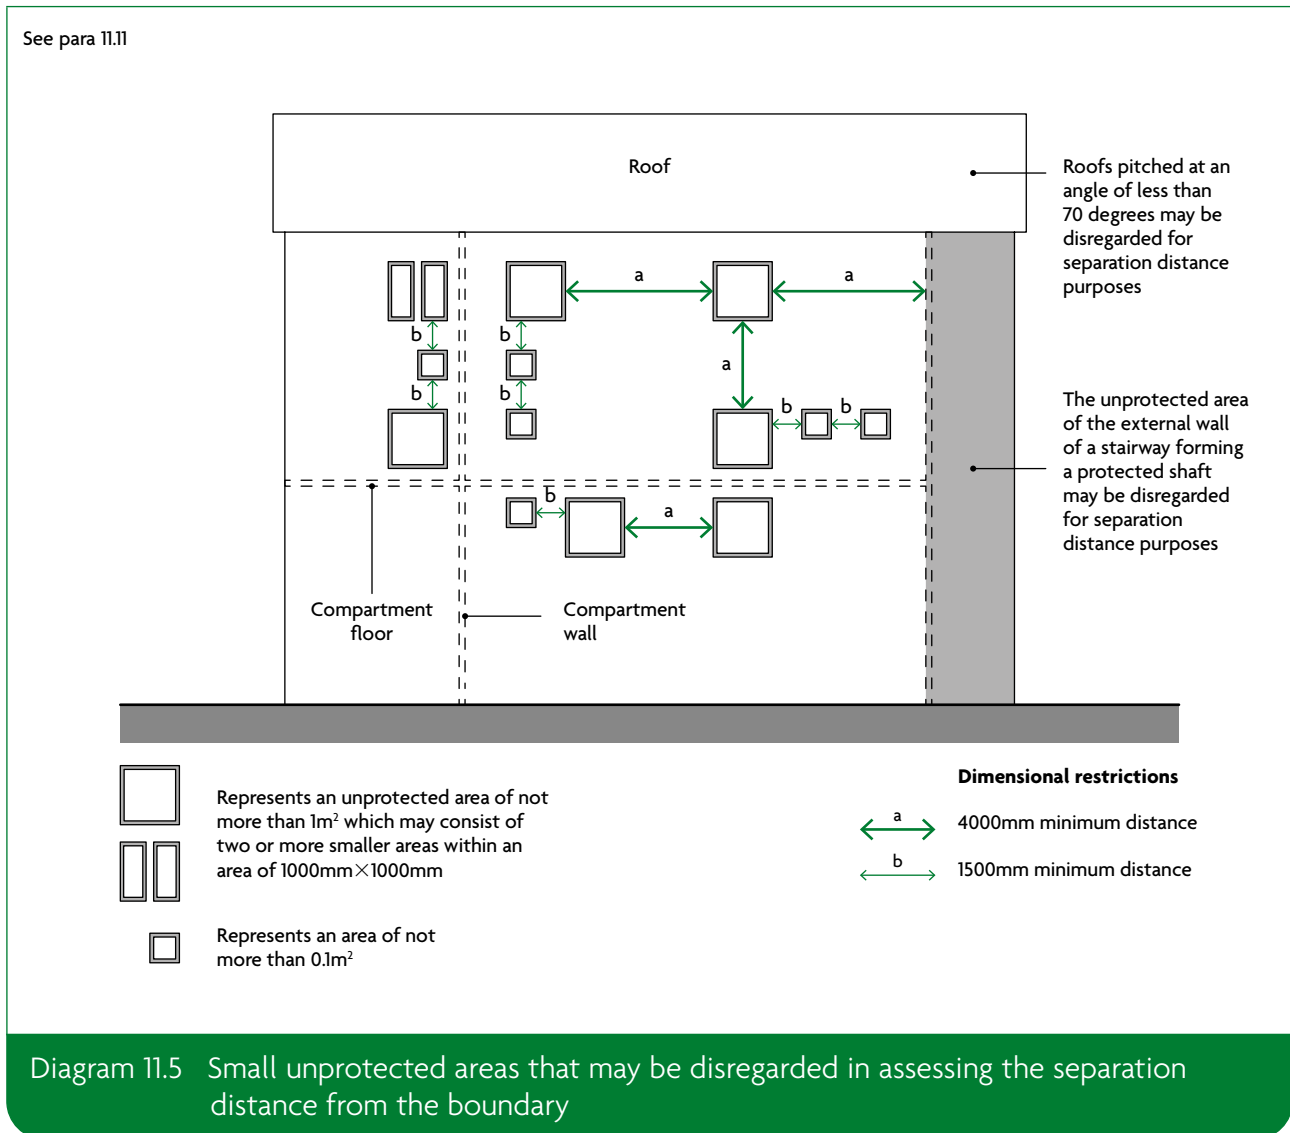 See para 11.11
Roof
Roofs pitched at an
angle of less than
70 degrees may be
disregarded for
separation distance
purposes
a
a
b
b
b
b
a
b
b
The unprotected area
of the external wall
of a stairway forming
a protected shaft
may be disregarded
for separation
distance purposes
b
a
Compartment
floor
Compartment
wall
Represents an unprotected area of not
more than 1m² which may consist of
two or more smaller areas within an
area of 1000mm×1000mm
Represents an area of not
more than 0.1m²
Dimensional restrictions
a
4000mm minimum distance
b
1500mm minimum distance
Diagram 11.5 Small unprotected areas that may be disregarded in assessing the separation
distance from the boundary